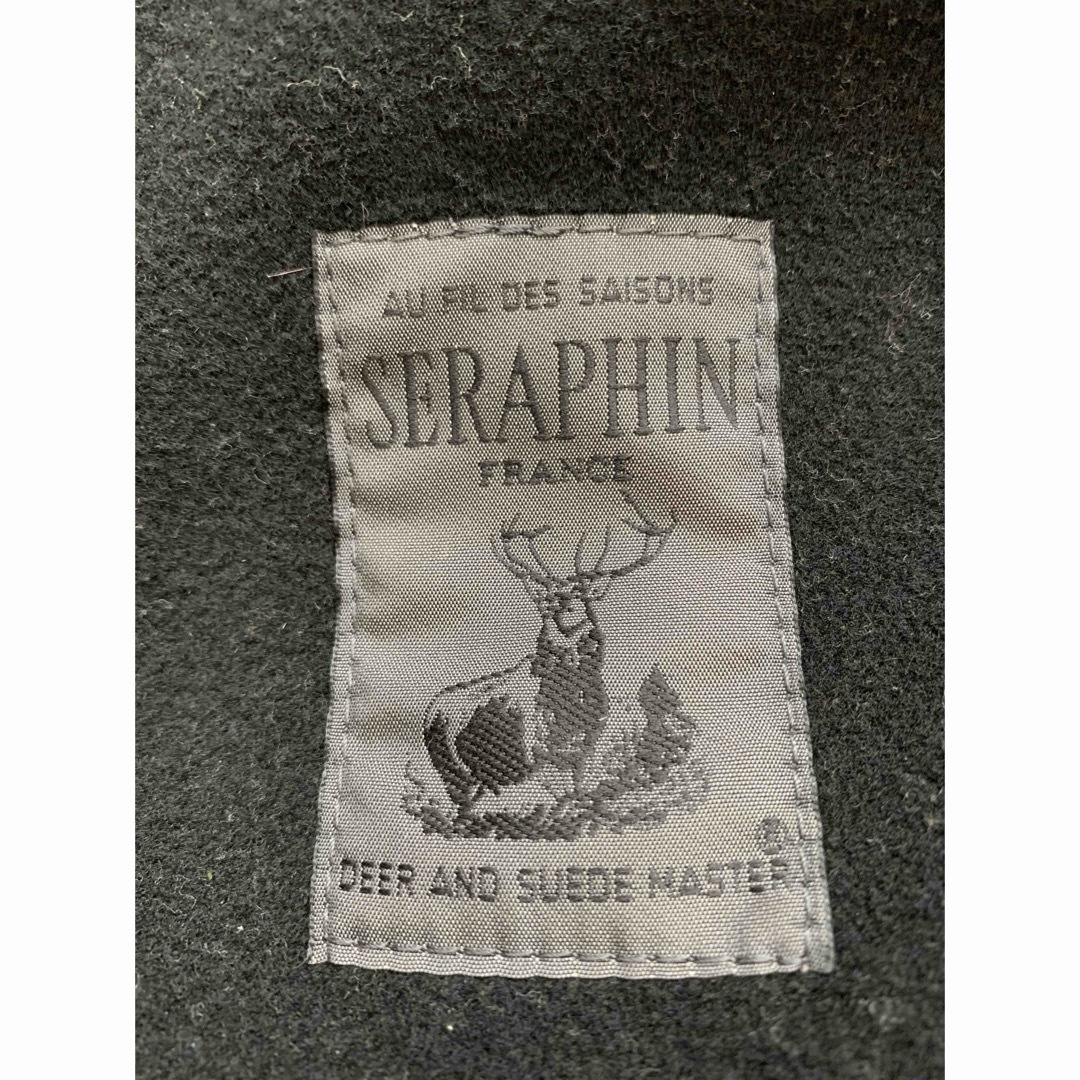 AU FIL DES SAISONS
SERAPHIN
FRANCE
®
DEER AND SUEDE MASTER